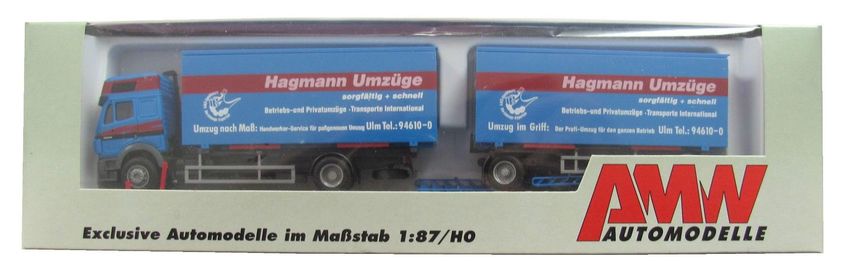 Hagmann Umzüge
sorgfältig + schnell
Betriebs- und Privatumzüge · Transporte International
Umzug nach Maß: Handwerker-Service für paßgenauen Umzug Ulm Tel.: 94610-0
Hagmann Umzüge
sorgfältig + schnell
Betriebs- und Privatumzüge · Transporte International
Umzug im Griff: Der Profi-Umzug für den ganzen Betrieb Ulm Tel.: 94610-0
AMW
AUTOMODELLE
Exclusive Automodelle im Maßstab 1:87/HO